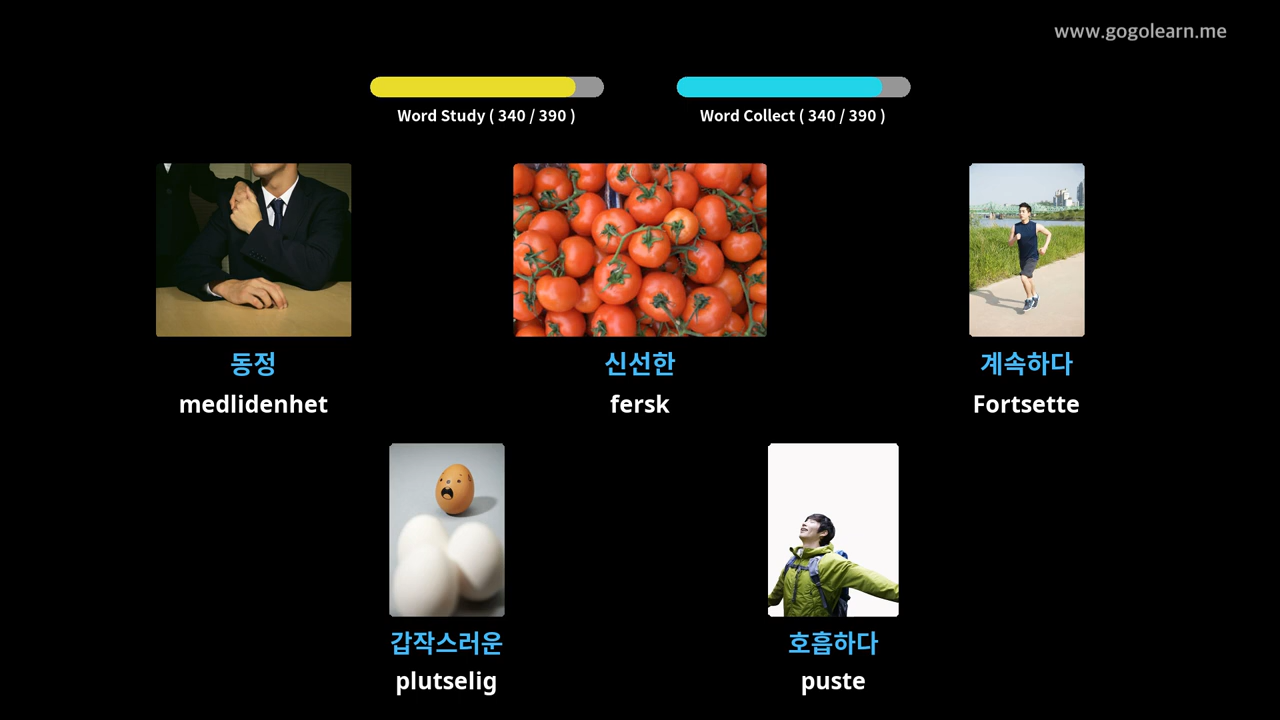 www.gogolearn.me
Word Study ( 340 / 390 )
Word Collect ( 340 / 390 )
동정
신선한
계속하다
medlidenhet
fersk
Fortsette
갑작스러운
호흡하다
plutselig
puste